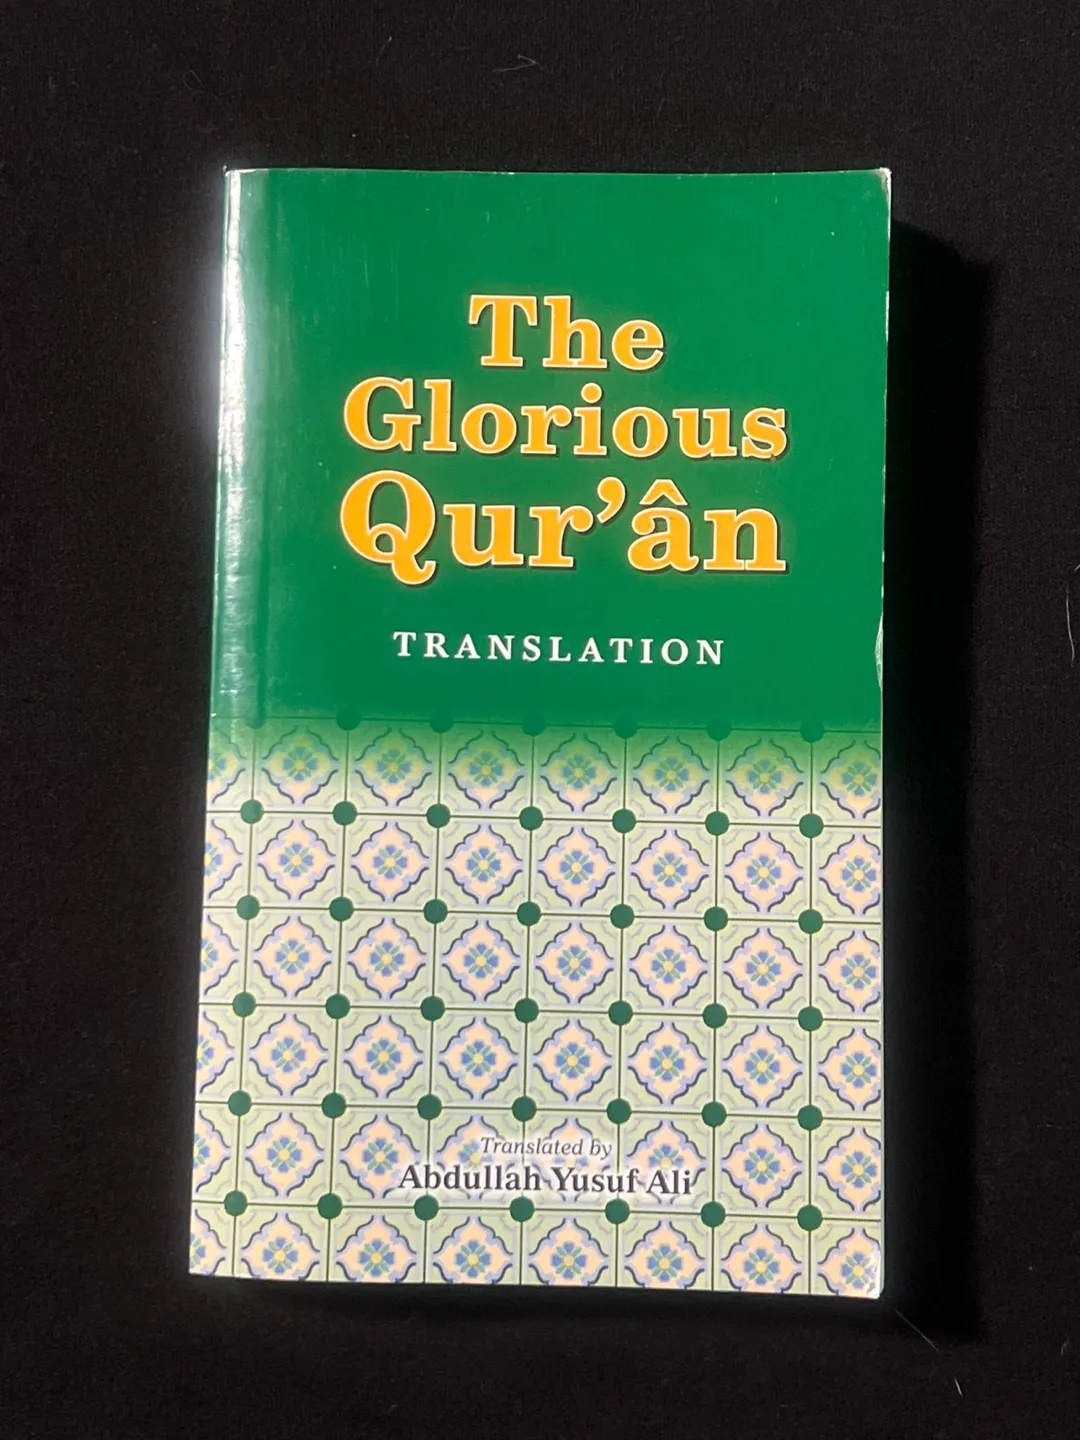 The
Glorious
Qur’ân
TRANSLATION
Translated by
Abdullah Yusuf Ali